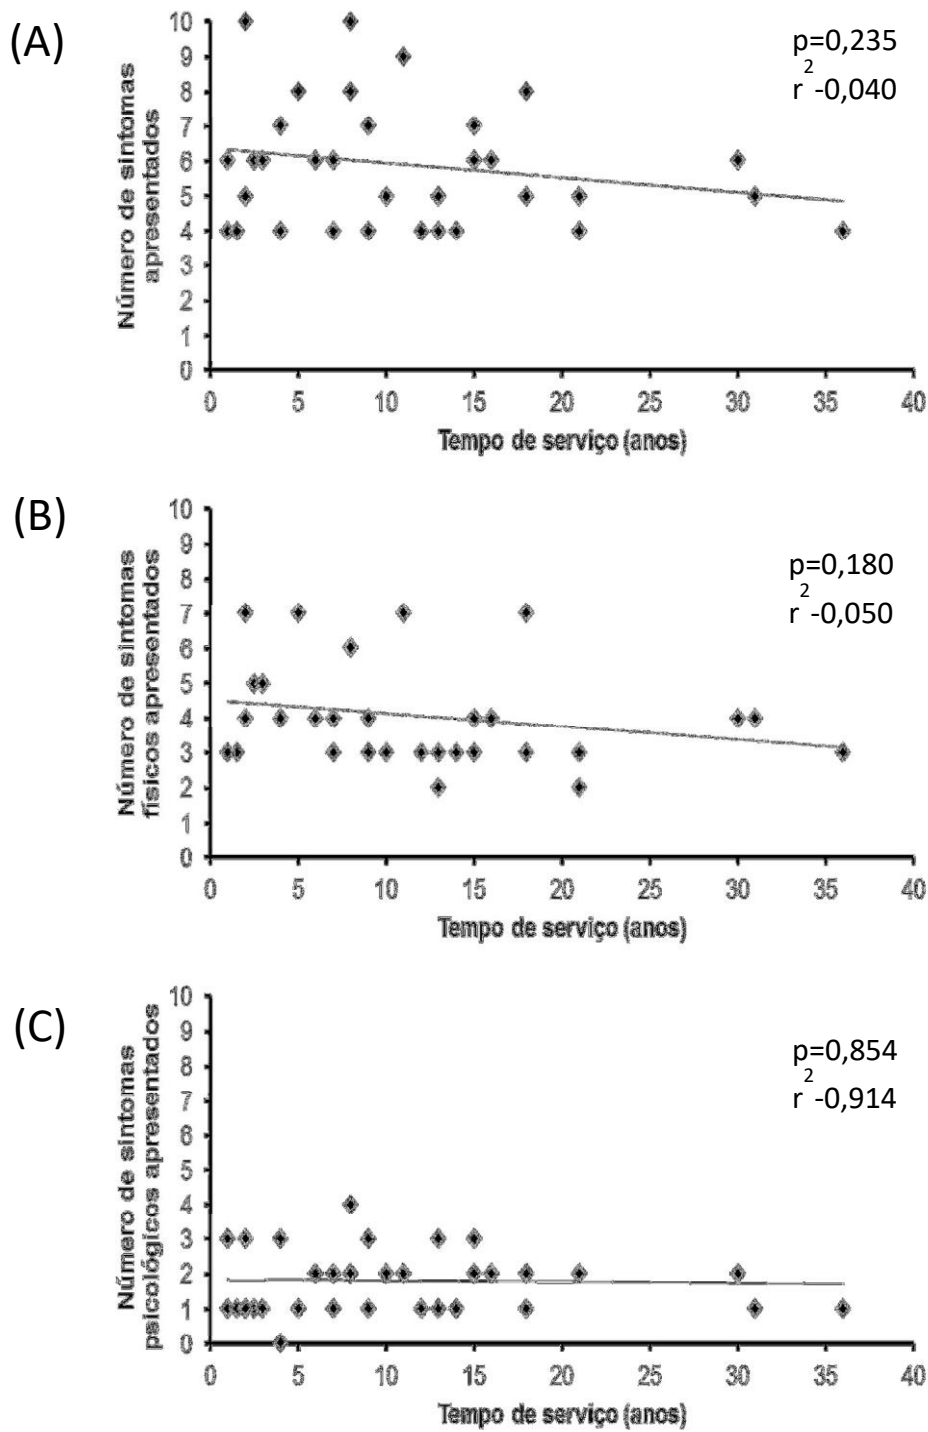 (A)
p=0,235
r2-0,040
Número de sintomas
apresentados
10
9
8
7
6
5
4
3
2
1
0
0 5 10 15 20 25 30 35 40
Tempo de serviço (anos)
(B)
p=0,180
r2-0,050
Número de sintomas
físicos apresentados
10
9
8
7
6
5
4
3
2
1
0
0 5 10 15 20 25 30 35 40
Tempo de serviço (anos)
(C)
p=0,854
r2-0,914
Número de sintomas
psicológicos apresentados
10
9
8
7
6
5
4
3
2
1
0
0 5 10 15 20 25 30 35 40
Tempo de serviço (anos)